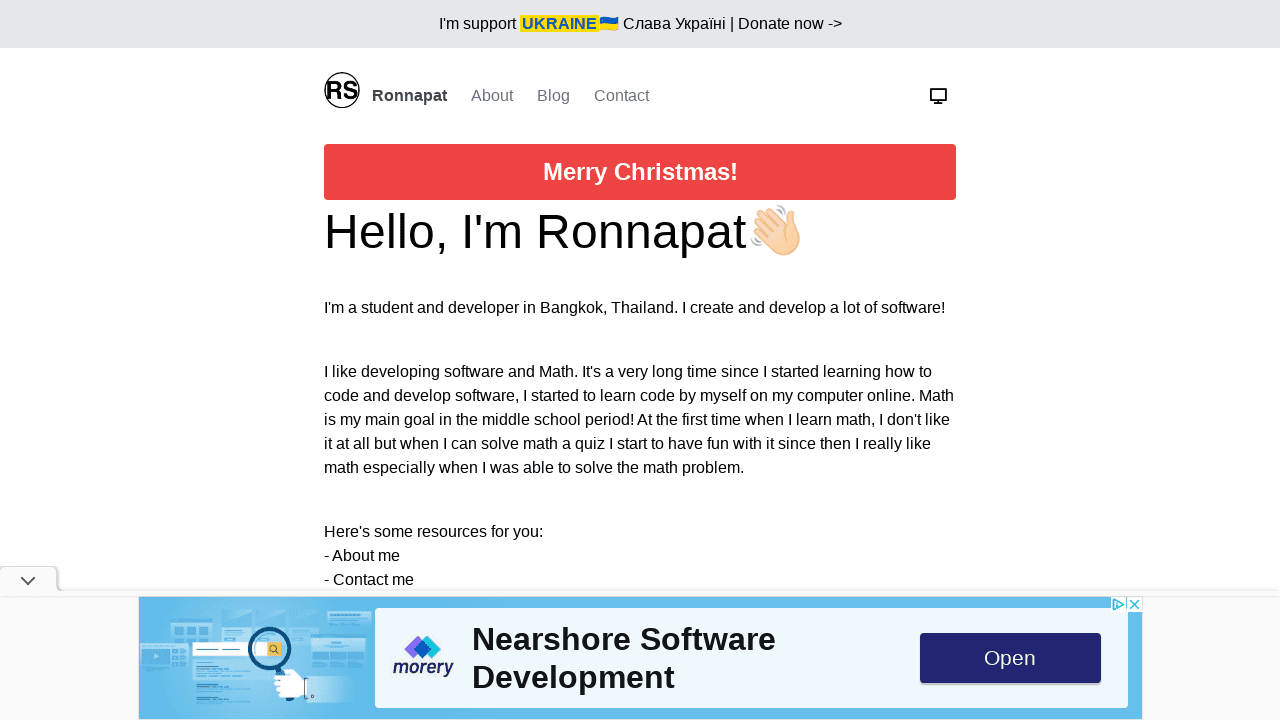 I'm support UKRAINE🇺🇦 Слава Україні | Donate now ->
RS Ronnapat About Blog Contact
Merry Christmas!
Hello, I'm Ronnapat👋🏻
I'm a student and developer in Bangkok, Thailand. I create and develop a lot of software!
I like developing software and Math. It's a very long time since I started learning how to
code and develop software, I started to learn code by myself on my computer online. Math
is my main goal in the middle school period! At the first time when I learn math, I don't like
it at all but when I can solve math a quiz I start to have fun with it since then I really like
math especially when I was able to solve the math problem.
Here's some resources for you:
- About me
- Contact me
morery
Nearshore Software
Development
Open